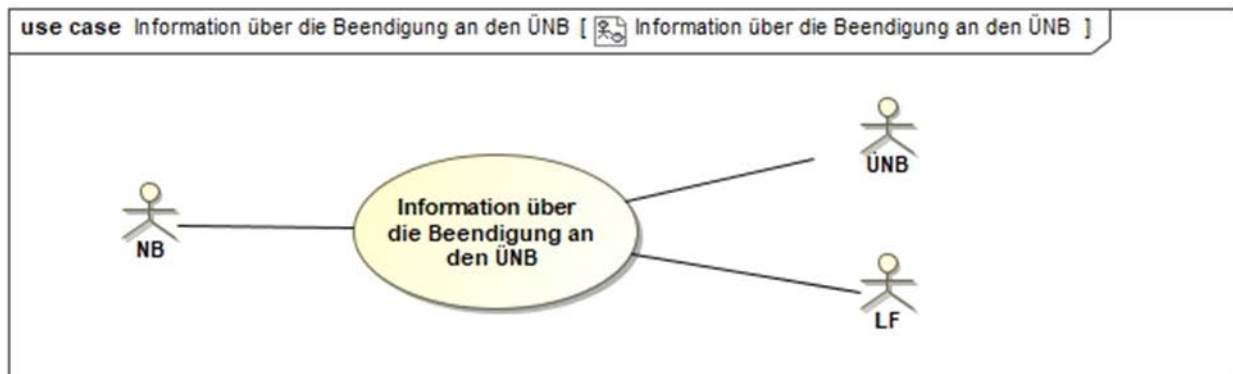 use case Information über die Beendigung an den ÜNB [ Information über die Beendigung an den ÜNB ]
ÜNB
Information über
die Beendigung an
den ÜNB
NB
LF